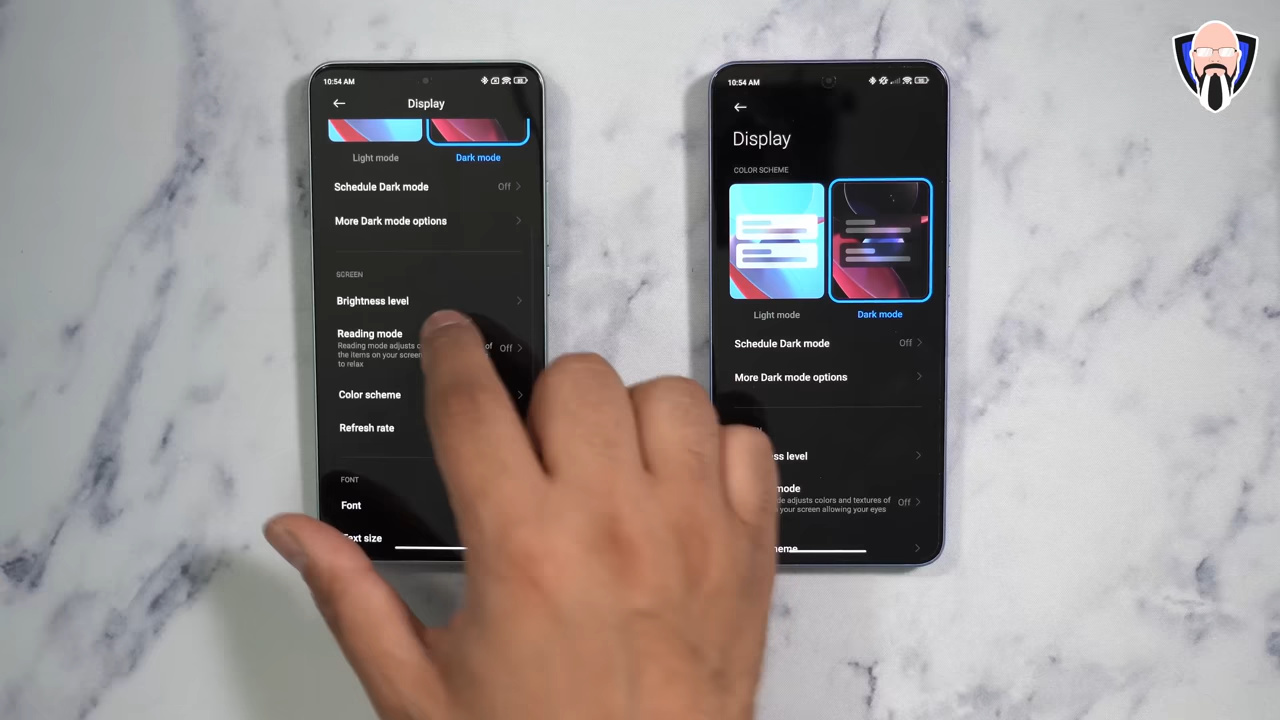 10:54 AM
Display
Light mode
Dark mode
Schedule Dark mode
Off
More Dark mode options
SCREEN
Brightness level
Reading mode
Reading mode adjusts of
the items on your screen
to relax
Off
Color scheme
Refresh rate
FONT
Font
Text size
10:54 AM
Display
COLOR SCHEME
Light mode
Dark mode
Schedule Dark mode
Off
More Dark mode options
level
mode
adjusts colors and textures of
your screen allowing your eyes
Off